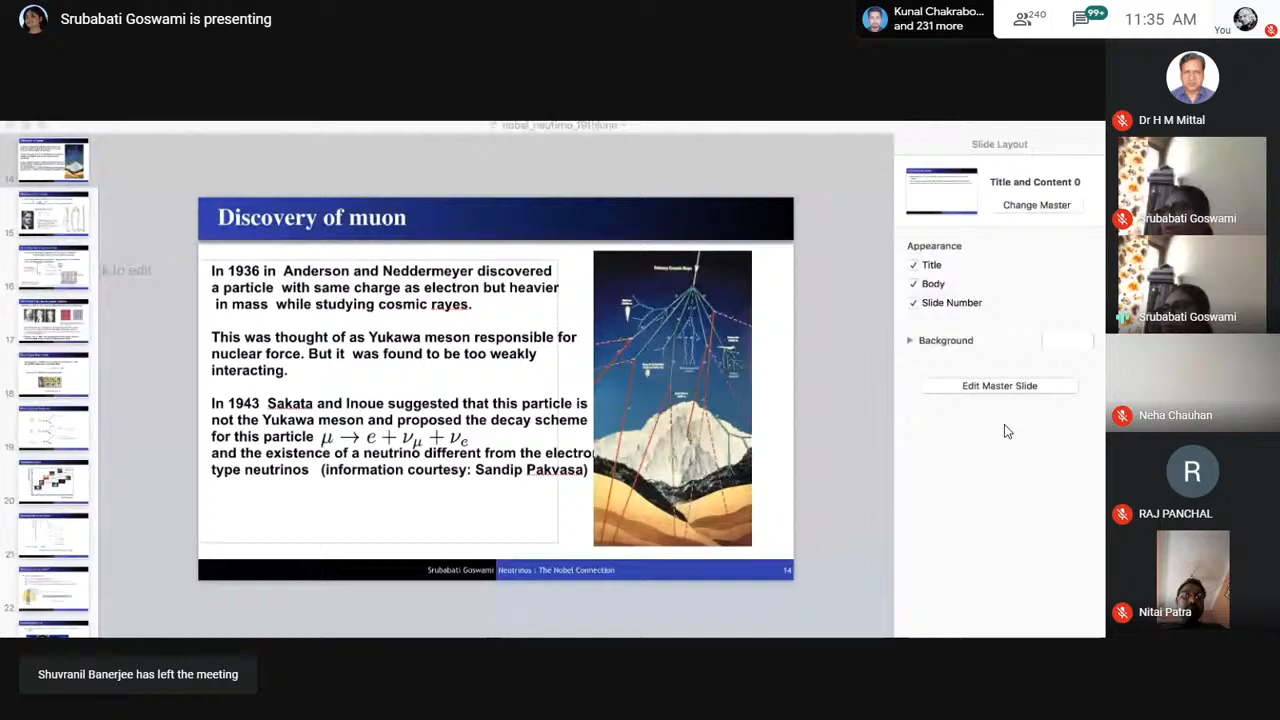 Srubabati Goswami is presenting
Kunal Chakrabo...
and 231 more
240
99+
11:35 AM
You
nobel_neutrino_19thjune
Slide Layout
Title and Content 0
Change Master
Appearance
Title
Body
Slide Number
Background
Edit Master Slide
14
15
16
17
18
19
20
21
22
k to edit
Discovery of muon
In 1936 in Anderson and Neddermeyer discovered
a particle with same charge as electron but heavier
in mass while studying cosmic rayes.
This was thought of as Yukawa meson responsible for
nuclear force. But it was found to be too weakly
interacting.
In 1943 Sakata and Inoue suggested that this particle is
not the Yukawa meson and proposed the decay scheme
for this particle μ → e + ν_μ + ν_e
and the existence of a neutrino different from the electro
type neutrinos (information courtesy: Sandip Pakvasa)
Primary Cosmic Rays
Srubabati Goswami Neutrinos : The Nobel Connection 14
Dr H M Mittal
Srubabati Goswami
Srubabati Goswami
Neha Chauhan
R
RAJ PANCHAL
Nitai Patra
Shuvranil Banerjee has left the meeting